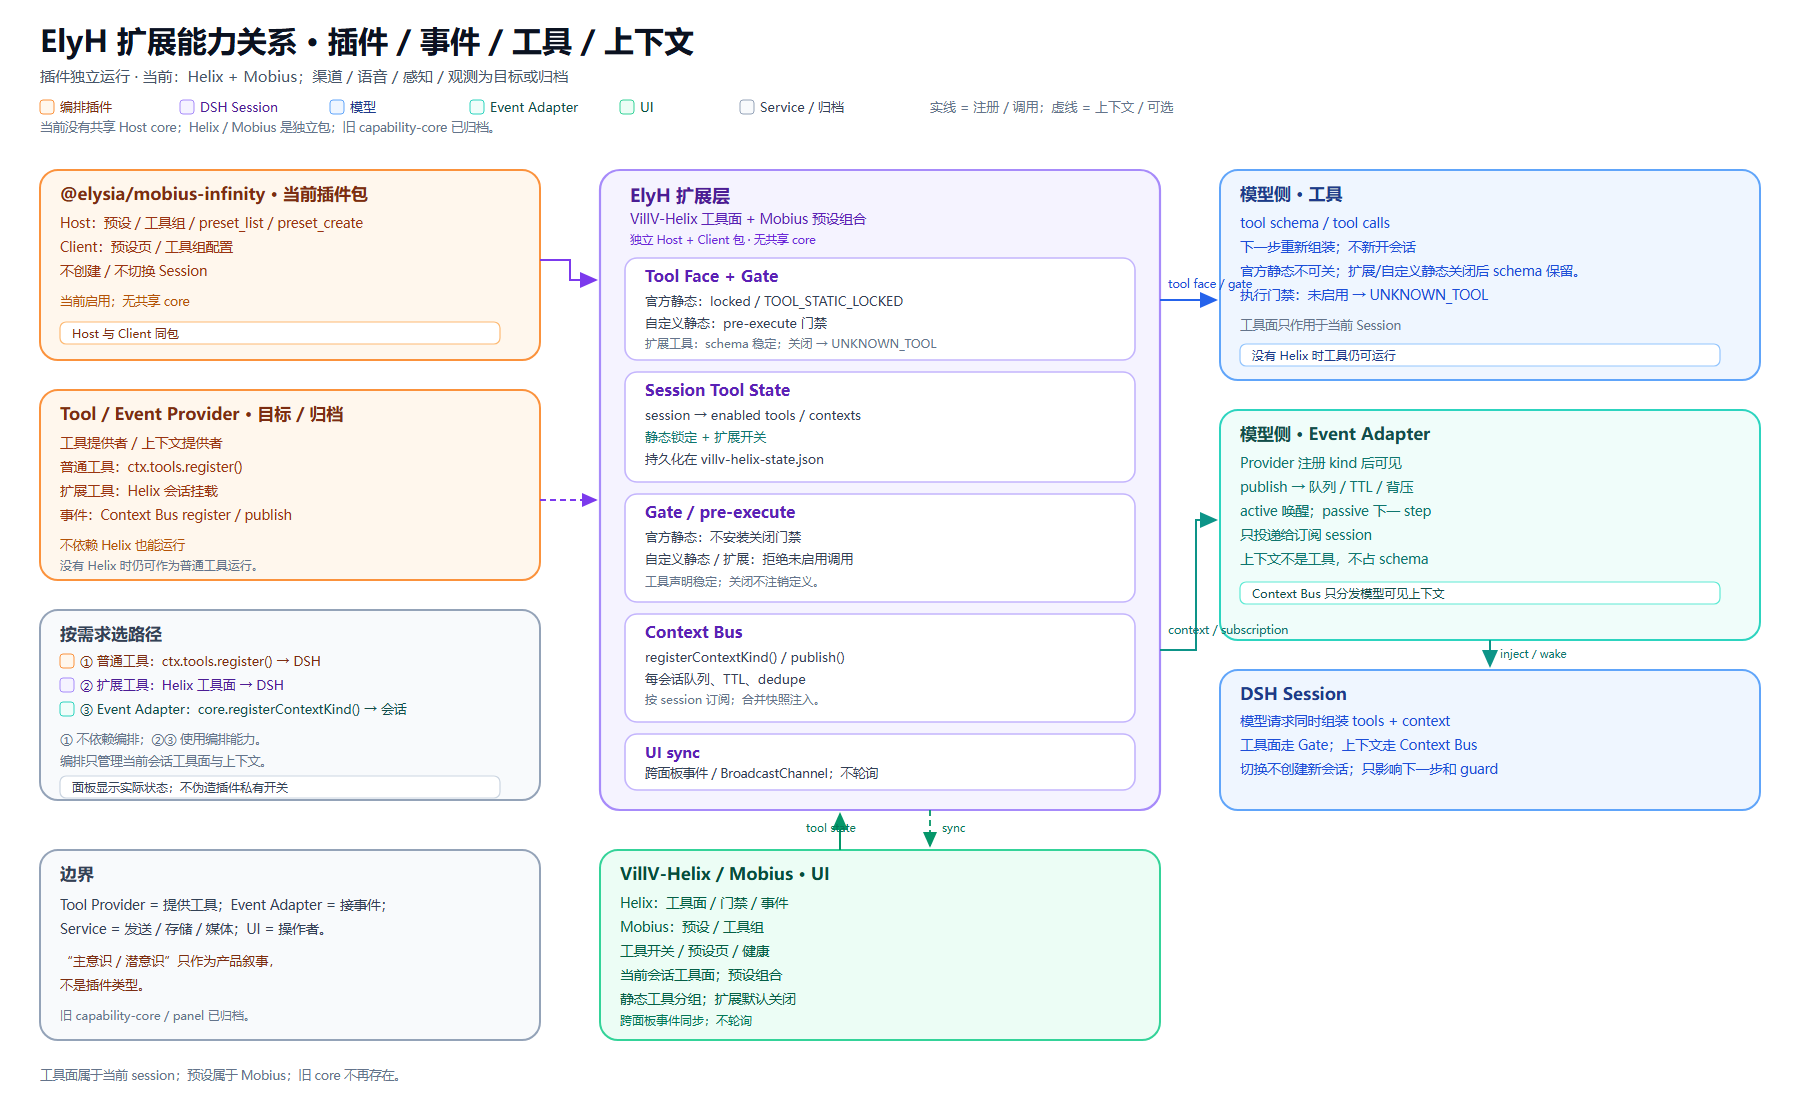 ElyH 扩展能力关系 • 插件 / 事件 / 工具 / 上下文
插件独立运行 · 当前：Helix + Mobius；渠道 / 语音 / 感知 / 观测为目标或归档
编排插件
DSH Session
模型
Event Adapter
UI
Service / 归档
实线 = 注册 / 调用；虚线 = 上下文 / 可选
当前没有共享 Host core；Helix / Mobius 是独立包；旧 capability-core 已归档。
@elysia/mobius-infinity • 当前插件包
Host：预设 / 工具组 / preset_list / preset_create
Client：预设页 / 工具组配置
不创建 / 不切换 Session
当前启用；无共享 core
Host 与 Client 同包
Tool / Event Provider • 目标 / 归档
工具提供者 / 上下文提供者
普通工具：ctx.tools.register()
扩展工具：Helix 会话挂载
事件：Context Bus register / publish
不依赖 Helix 也能运行
没有 Helix 时仍可作为普通工具运行。
按需求选路径
① 普通工具：ctx.tools.register() → DSH
② 扩展工具：Helix 工具面 → DSH
③ Event Adapter：core.registerContextKind() → 会话
① 不依赖编排；②③ 使用编排能力。
编排只管理当前会话工具面与上下文。
面板显示实际状态；不伪造插件私有开关
边界
Tool Provider = 提供工具；Event Adapter = 接事件；
Service = 发送 / 存储 / 媒体；UI = 操作者。
“主意识 / 潜意识”只作为产品叙事，
不是插件类型。
旧 capability-core / panel 已归档。
ElyH 扩展层
VillV-Helix 工具面 + Mobius 预设组合
独立 Host + Client 包 · 无共享 core
Tool Face + Gate
官方静态：locked / TOOL_STATIC_LOCKED
自定义静态：pre-execute 门禁
扩展工具：schema 稳定；关闭 → UNKNOWN_TOOL
Session Tool State
session → enabled tools / contexts
静态锁定 + 扩展开关
持久化在 villv-helix-state.json
Gate / pre-execute
官方静态：不安装关闭门禁
自定义静态 / 扩展：拒绝未启用调用
工具声明稳定；关闭不注销定义。
Context Bus
registerContextKind() / publish()
每会话队列、TTL、dedupe
按 session 订阅；合并快照注入。
UI sync
跨面板事件 / BroadcastChannel；不轮询
tool state
sync
VillV-Helix / Mobius • UI
Helix：工具面 / 门禁 / 事件
Mobius：预设 / 工具组
工具开关 / 预设页 / 健康
当前会话工具面；预设组合
静态工具分组；扩展默认关闭
跨面板事件同步；不轮询
tool face / gate
模型侧 • 工具
tool schema / tool calls
下一步重新组装；不新开会话
官方静态不可关；扩展/自定义静态关闭后 schema 保留。
执行门禁：未启用 → UNKNOWN_TOOL
工具面只作用于当前 Session
没有 Helix 时工具仍可运行
context / subscription
模型侧 • Event Adapter
Provider 注册 kind 后可见
publish → 队列 / TTL / 背压
active 唤醒；passive 下一 step
只投递给订阅 session
上下文不是工具，不占 schema
Context Bus 只分发模型可见上下文
inject / wake
DSH Session
模型请求同时组装 tools + context
工具面走 Gate；上下文走 Context Bus
切换不创建新会话；只影响下一步和 guard
工具面属于当前 session；预设属于 Mobius；旧 core 不再存在。